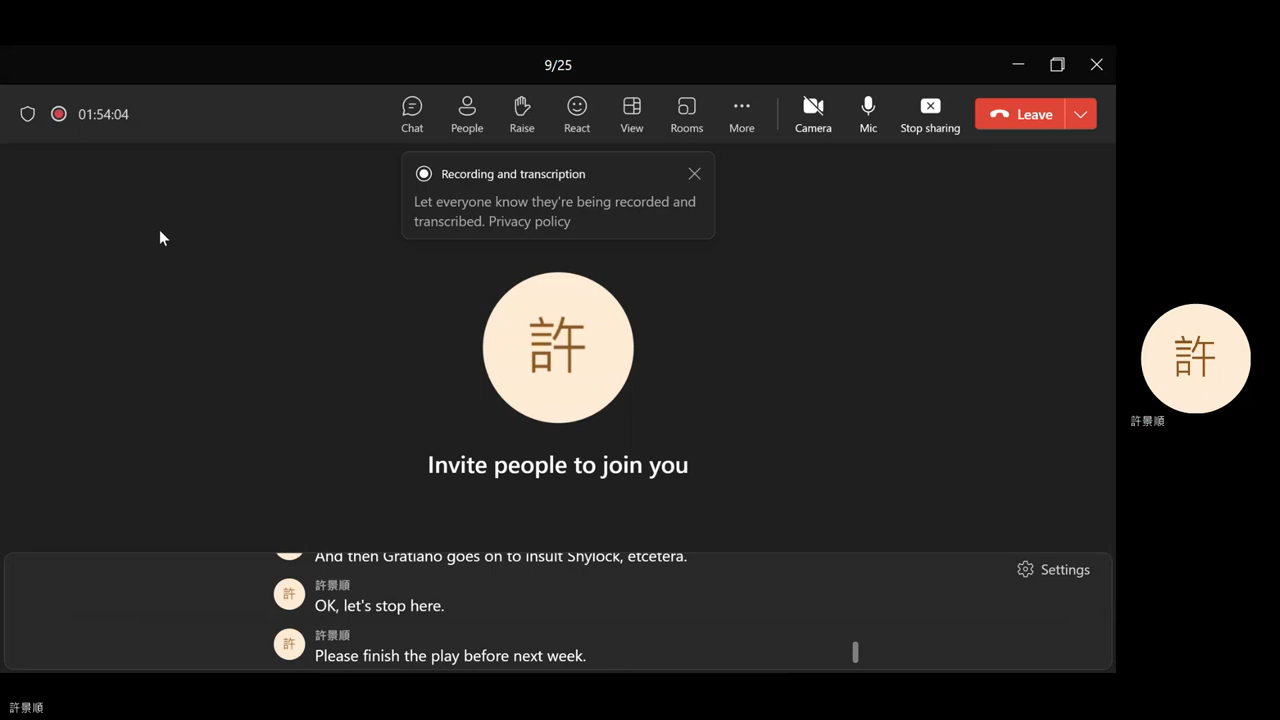 9/25
01:54:04
Chat
People
Raise
React
View
Rooms
More
Camera
Mic
Stop sharing
Leave
Recording and transcription
Let everyone know they're being recorded and
transcribed. Privacy policy
許
許
許景順
Invite people to join you
And then Gratiano goes on to insult Shylock, etcetera.
Settings
許
許景順
OK, let's stop here.
許
許景順
Please finish the play before next week.
許景順